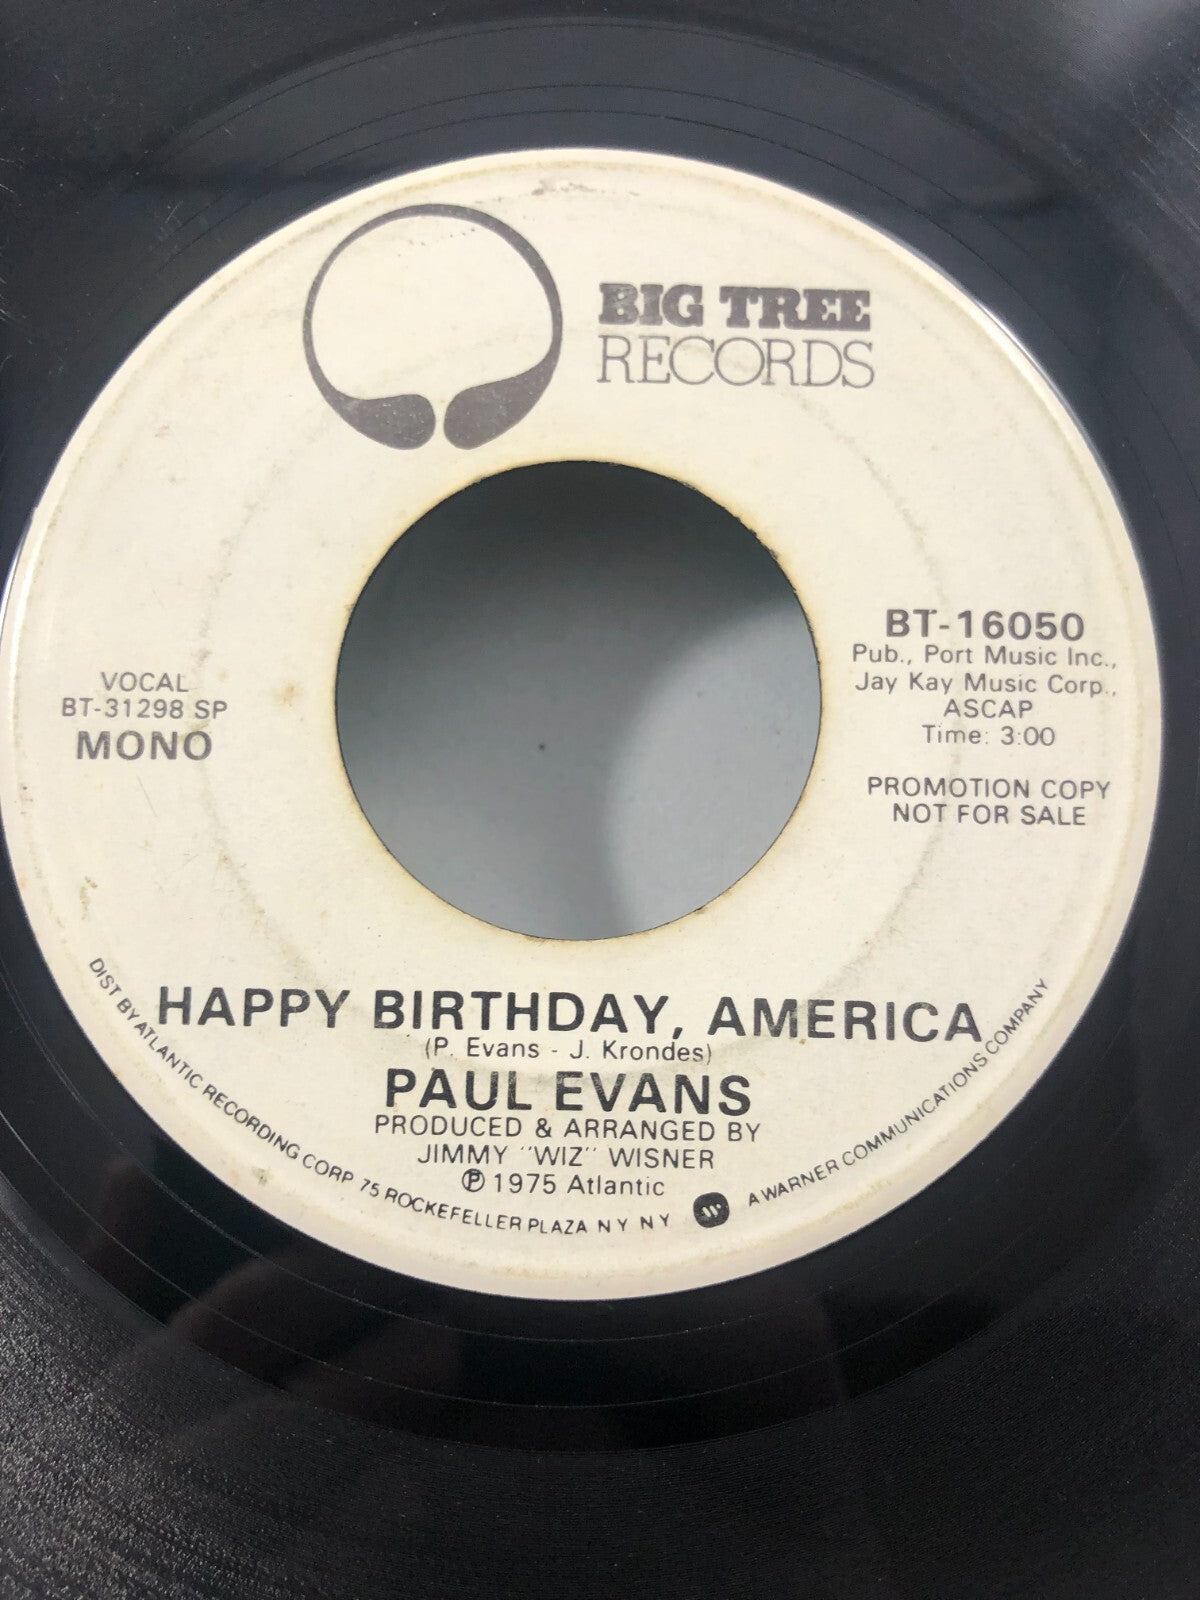 BIG TREE
RECORDS
VOCAL
BT-31298 SP
MONO
BT-16050
Pub., Port Music Inc.,
Jay Kay Music Corp.,
ASCAP
Time: 3:00
PROMOTION COPY
NOT FOR SALE
HAPPY BIRTHDAY, AMERICA
(P. Evans - J. Krondes)
PAUL EVANS
PRODUCED & ARRANGED BY
JIMMY "WIZ" WISNER
℗ 1975 Atlantic
DIST BY ATLANTIC RECORDING CORP 75 ROCKEFELLER PLAZA N Y N Y A WARNER COMMUNICATIONS COMPANY